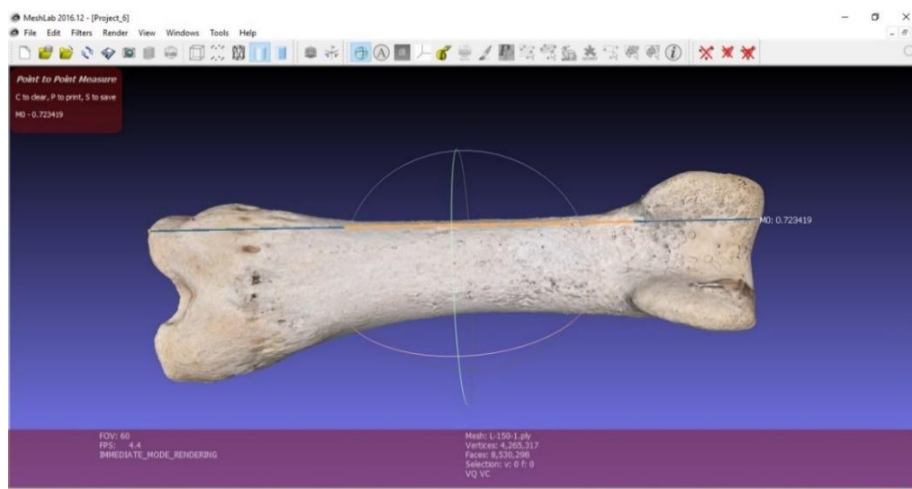 MeshLab 2016.12 - [Project_6]
File Edit Filters Render View Windows Tools Help
A
i
Point to Point Measure
C to clear, P to print, S to save
M0 - 0.723419
M0: 0.723419
FOV: 60
FPS: 4.4
IMMEDIATE_MODE_RENDERING
Mesh: L-150-1.ply
Vertices: 4,265,317
Faces: 8,530,298
Selection: v: 0 f: 0
VQ VC